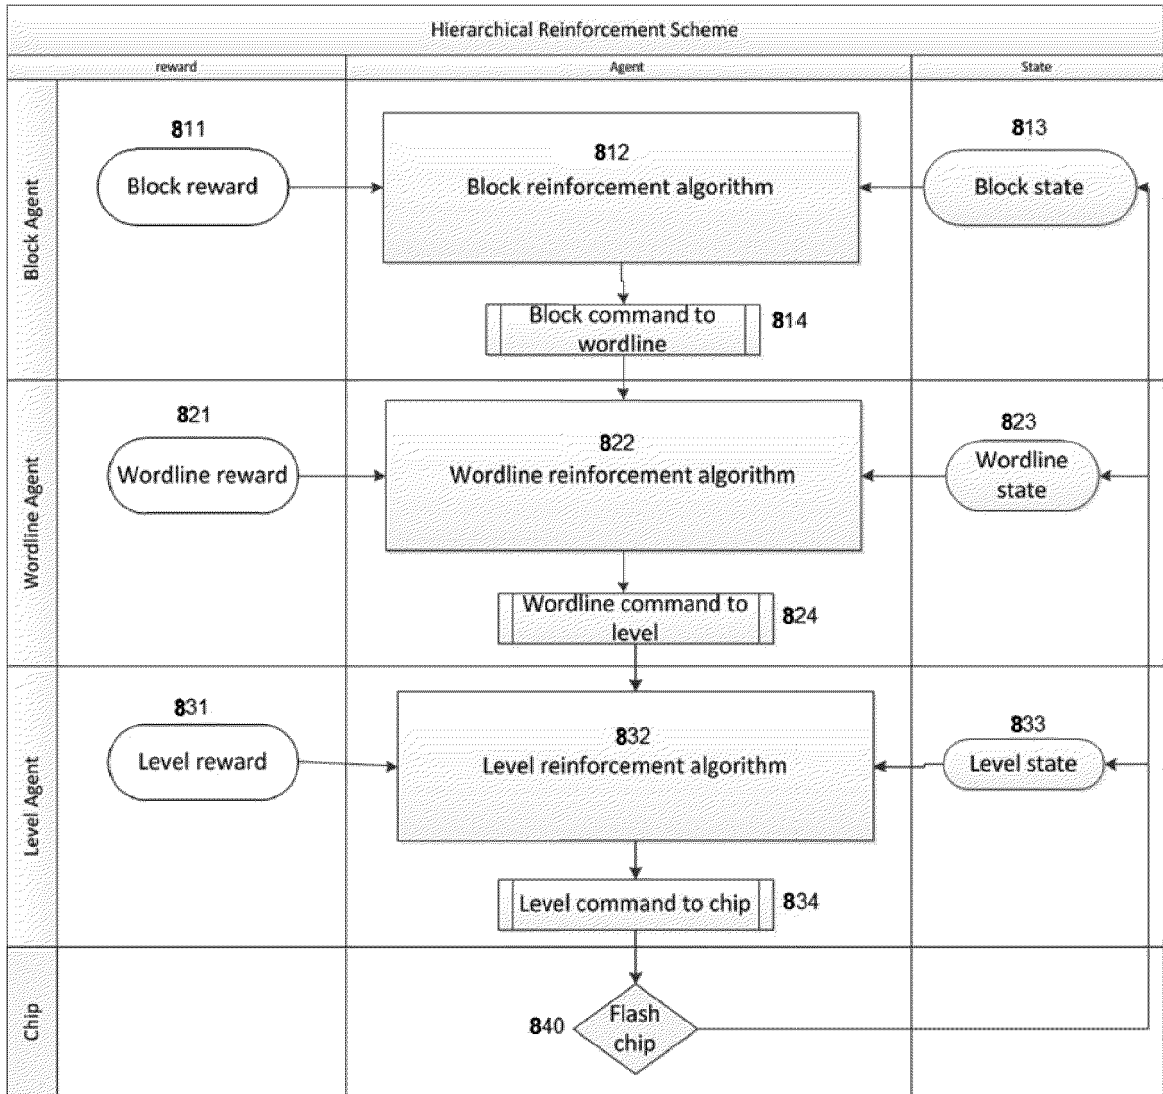 Hierarchical Reinforcement Scheme
reward
Agent
State
Block Agent
811
Block reward
812
Block reinforcement algorithm
813
Block state
Block command to
wordline
814
Wordline Agent
821
Wordline reward
822
Wordline reinforcement algorithm
823
Wordline
state
Wordline command to
level
824
Level Agent
831
Level reward
832
Level reinforcement algorithm
833
Level state
Level command to chip
834
Chip
840
Flash
chip